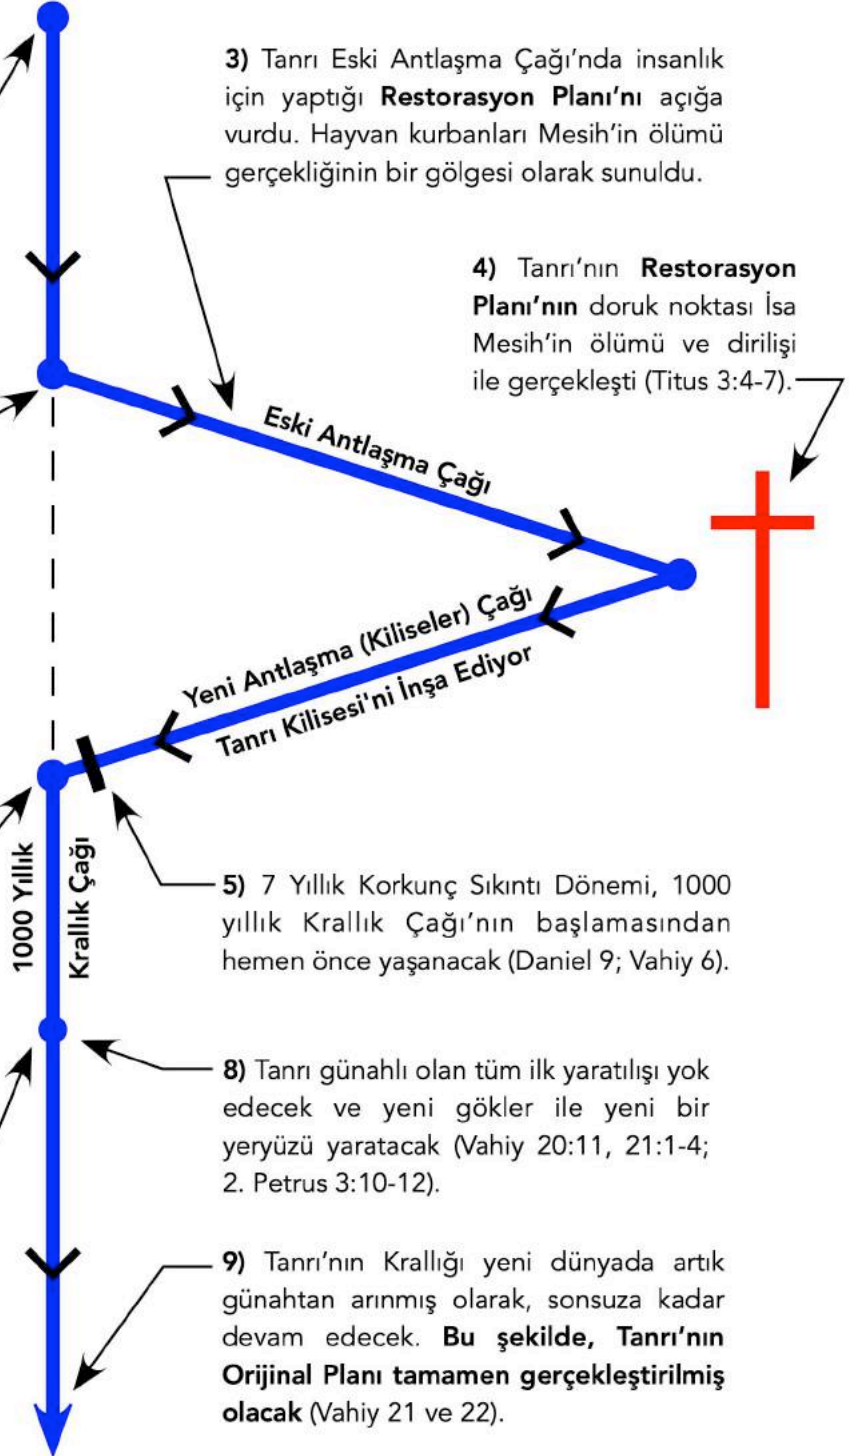 3) Tanrı Eski Antlaşma Çağı’nda insanlık
için yaptığı Restorasyon Planı’nı açığa
vurdu. Hayvan kurbanları Mesih’in ölümü
gerçekliğinin bir gölgesi olarak sunuldu.
4) Tanrı’nın Restorasyon
Planı’nın doruk noktası İsa
Mesih’in ölümü ve dirilişi
ile gerçekleşti (Titus 3:4-7).
Eski Antlaşma Çağı
Yeni Antlaşma (Kiliseler) Çağı
Tanrı Kilisesi'ni İnşa Ediyor
1000 Yıllık
Krallık Çağı
5) 7 Yıllık Korkunç Sıkıntı Dönemi, 1000
yıllık Krallık Çağı’nın başlamasından
hemen önce yaşanacak (Daniel 9; Vahiy 6).
8) Tanrı günahlı olan tüm ilk yaratılışı yok
edecek ve yeni gökler ile yeni bir
yeryüzü yaratacak (Vahiy 20:11, 21:1-4;
2. Petrus 3:10-12).
9) Tanrı’nın Krallığı yeni dünyada artık
günahtan arınmış olarak, sonsuza kadar
devam edecek. Bu şekilde, Tanrı’nın
Orijinal Planı tamamen gerçekleştirilmiş
olacak (Vahiy 21 ve 22).